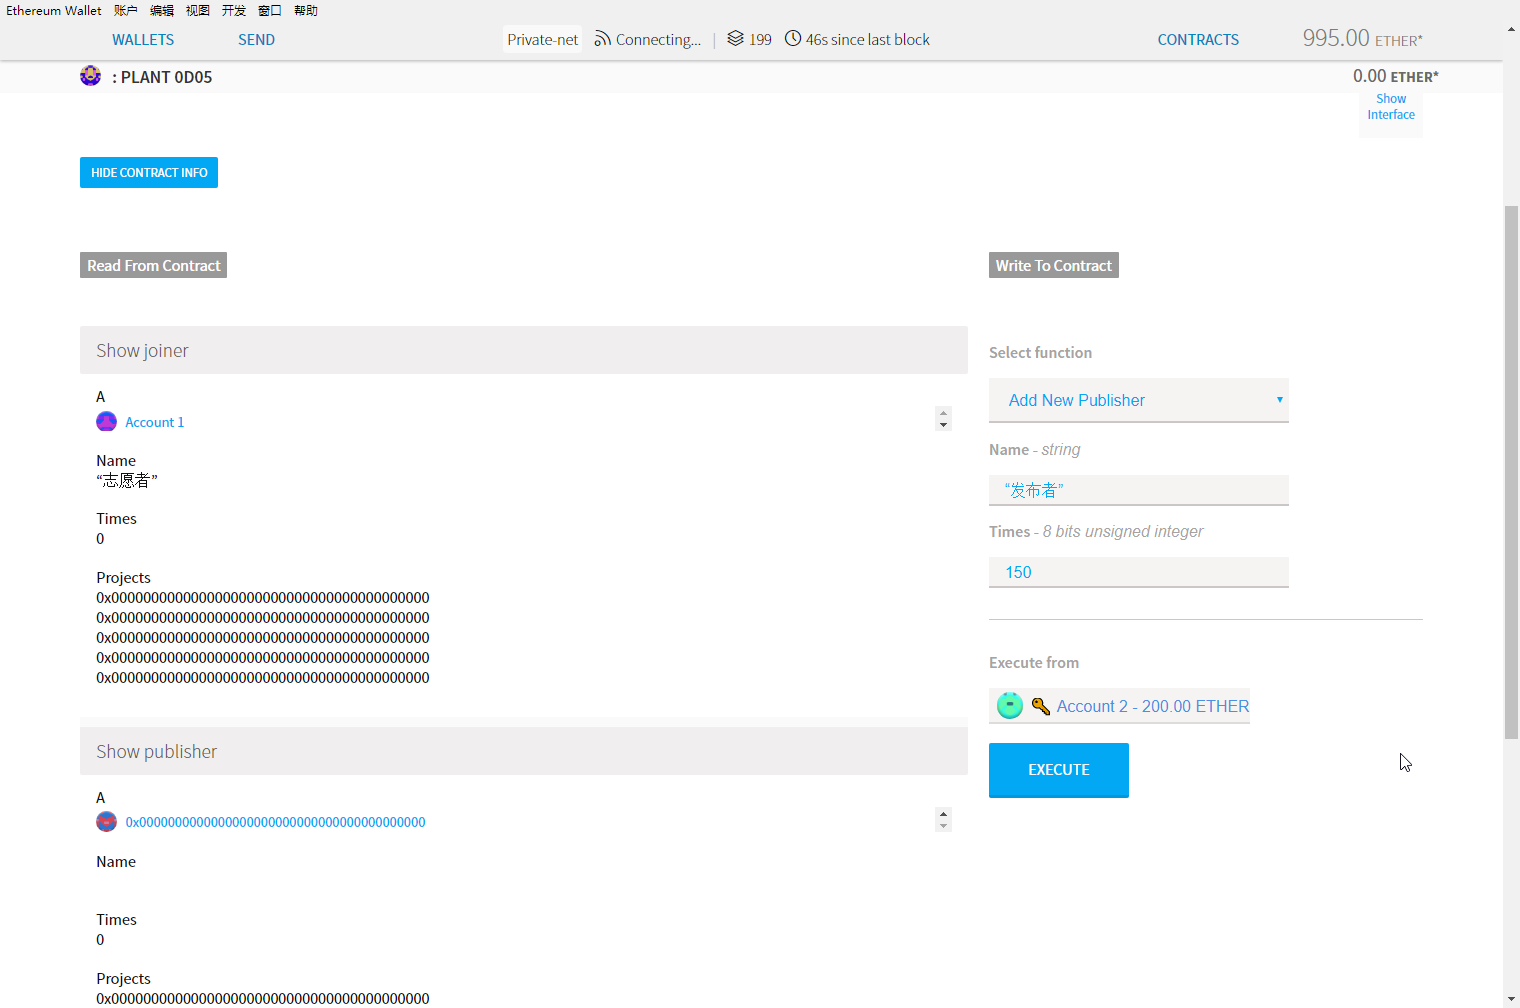 Ethereum Wallet 账户 编辑 视图 开发 窗口 帮助
WALLETS SEND Private-net Connecting... | 199 46s since last block CONTRACTS 995.00 ETHER*
: PLANT 0D05 0.00 ETHER*
Show
Interface
HIDE CONTRACT INFO
Read From Contract
Show joiner
A
Account 1
Name
“志愿者”
Times
0
Projects
0x0000000000000000000000000000000000000000
0x0000000000000000000000000000000000000000
0x0000000000000000000000000000000000000000
0x0000000000000000000000000000000000000000
0x0000000000000000000000000000000000000000
Show publisher
A
0x0000000000000000000000000000000000000000
Name
Times
0
Projects
0x0000000000000000000000000000000000000000
Write To Contract
Select function
Add New Publisher
Name - string
“发布者”
Times - 8 bits unsigned integer
150
Execute from
Account 2 - 200.00 ETHER
EXECUTE